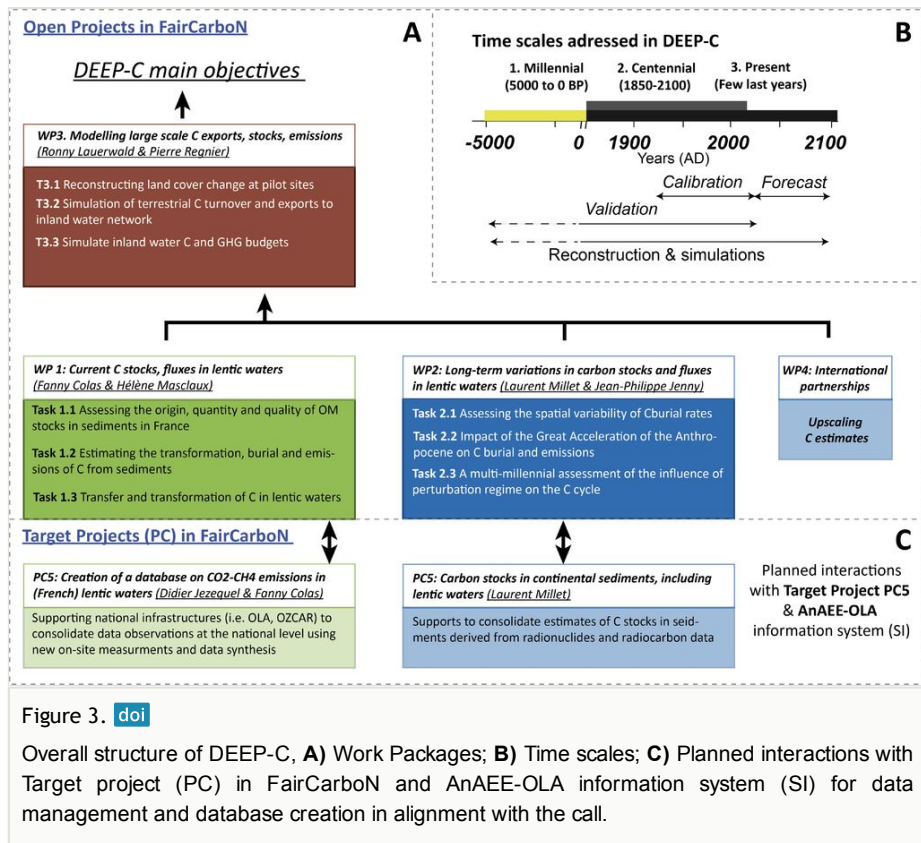 Open Projects in FairCarboN
A
DEEP-C main objectives
WP3. Modelling large scale C exports, stocks, emissions
(Ronny Lauerwald & Pierre Regnier)
T3.1 Reconstructing land cover change at pilot sites
T3.2 Simulation of terrestrial C turnover and exports to
inland water network
T3.3 Simulate inland water C and GHG budgets
B
Time scales adressed in DEEP-C
1. Millennial
(5000 to 0 BP)
2. Centennial
(1850-2100)
3. Present
(Few last years)
-5000 0 1900 2000 2100
Years (AD)
Calibration Forecast
Validation
Reconstruction & simulations
WP 1: Current C stocks, fluxes in lentic waters
(Fanny Colas & Hélène Masclaux)
Task 1.1 Assessing the origin, quantity and quality of OM
stocks in sediments in France
Task 1.2 Estimating the transformation, burial and emis-
sions of C from sediments
Task 1.3 Transfer and transformation of C in lentic waters
WP2: Long-term variations in carbon stocks and fluxes
in lentic waters (Laurent Millet & Jean-Philippe Jenny)
Task 2.1 Assessing the spatial variability of Cburial rates
Task 2.2 Impact of the Great Acceleration of the Anthro-
pocene on C burial and emissions
Task 2.3 A multi-millennial assessment of the influence of
perturbation regime on the C cycle
WP4: International
partnerships
Upscaling
C estimates
Target Projects (PC) in FairCarboN
C
PC5: Creation of a database on CO2-CH4 emissions in
(French) lentic waters (Didier Jezequel & Fanny Colas)
Supporting national infrastructures (i.e. OLA, OZCAR) to
consolidate data observations at the national level using
new on-site measurments and data synthesis
PC5: Carbon stocks in continental sediments, including
lentic waters (Laurent Millet)
Supports to consolidate estimates of C stocks in seid-
ments derived from radionuclides and radiocarbon data
Planned interactions
with Target Project PC5
& AnAEE-OLA
information system (SI)
Figure 3. doi
Overall structure of DEEP-C, A) Work Packages; B) Time scales; C) Planned interactions with
Target project (PC) in FairCarboN and AnAEE-OLA information system (SI) for data
management and database creation in alignment with the call.